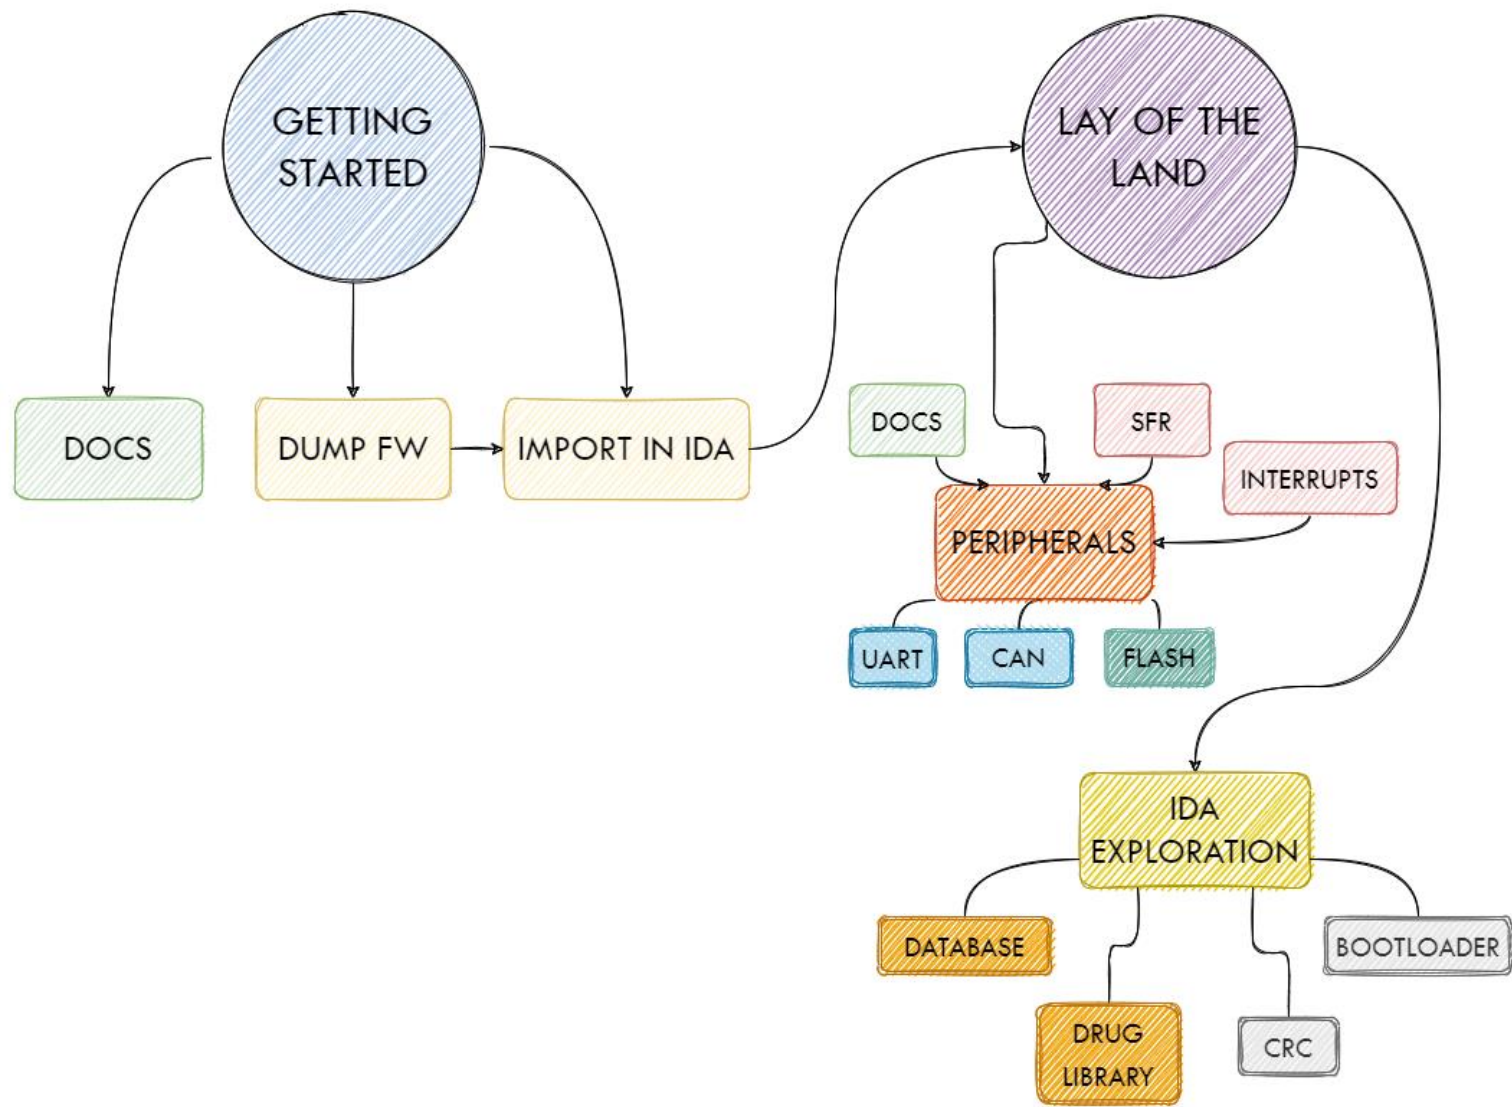 GETTING
STARTED
LAY OF THE
LAND
DOCS
DUMP FW
IMPORT IN IDA
DOCS
SFR
INTERRUPTS
PERIPHERALS
UART
CAN
FLASH
IDA
EXPLORATION
DATABASE
BOOTLOADER
DRUG
LIBRARY
CRC